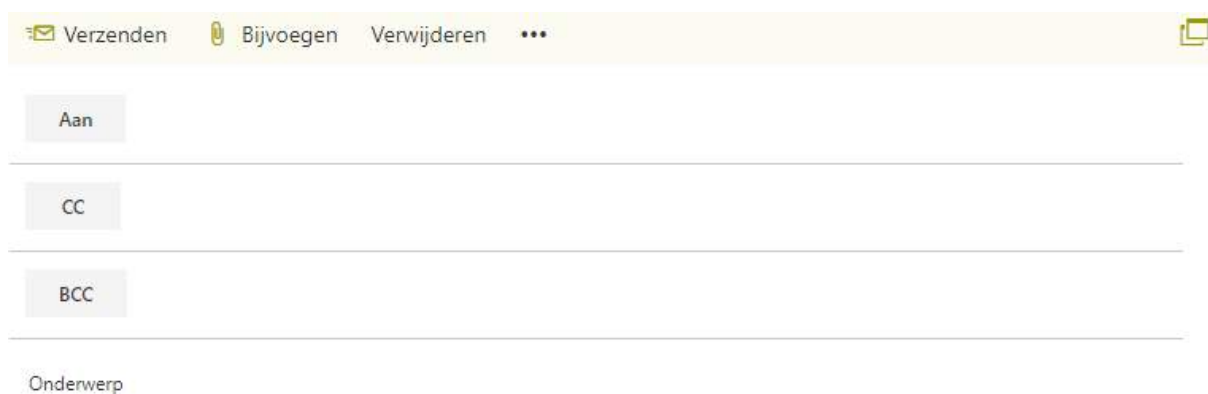 Verzenden Bijvoegen Verwijderen •••
Aan
CC
BCC
Onderwerp